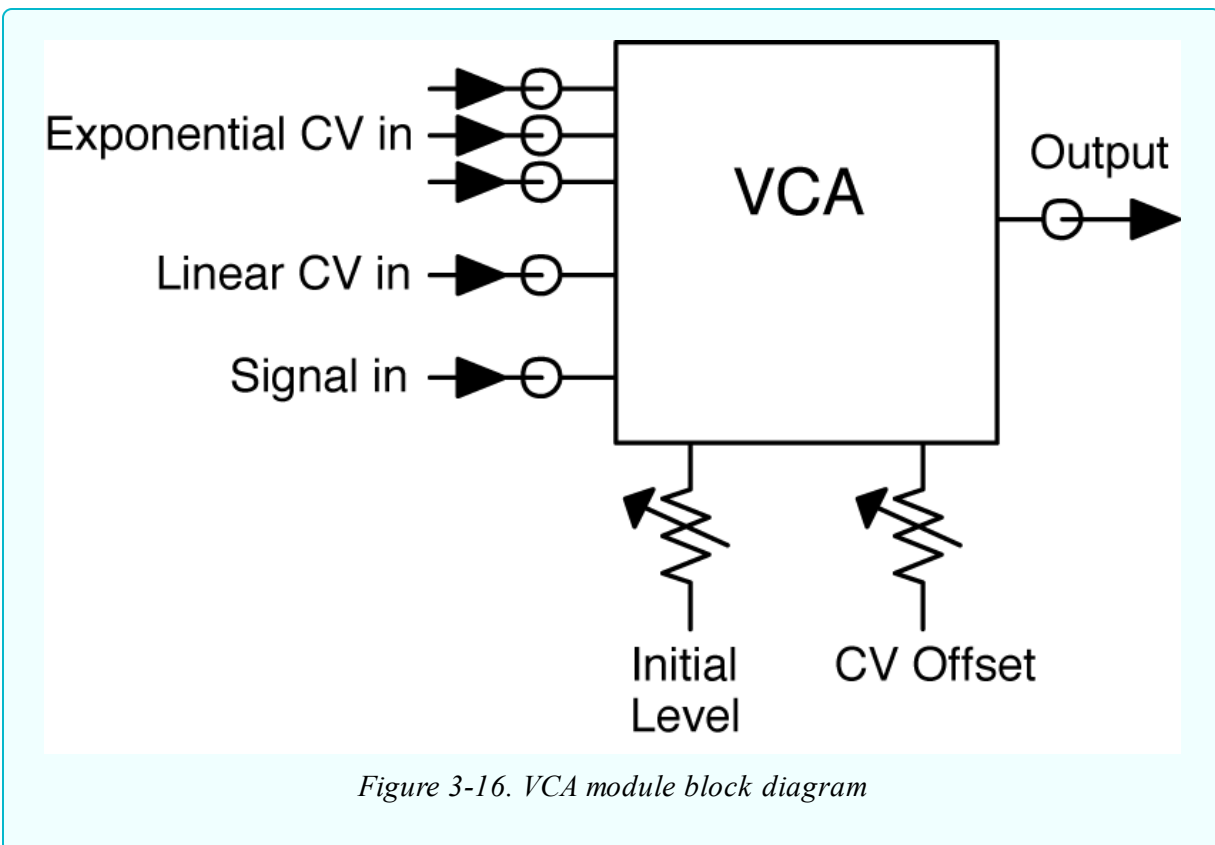 Exponential CV in
VCA
Output
Linear CV in
Signal in
Initial
Level
CV Offset
Figure 3-16. VCA module block diagram